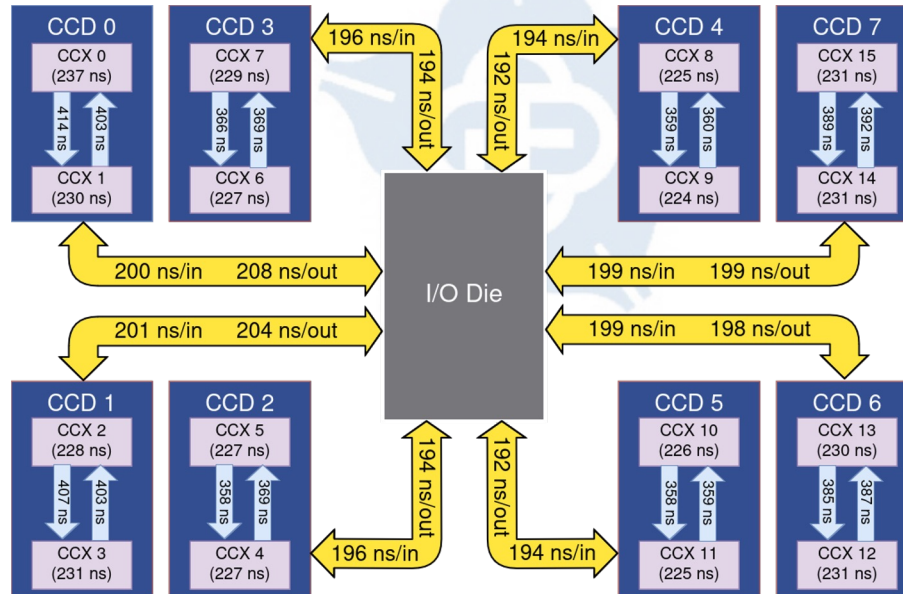 CCD 0
CCX 0
(237 ns)
414 ns
403 ns
CCX 1
(230 ns)
CCD 3
CCX 7
(229 ns)
366 ns
369 ns
CCX 6
(227 ns)
196 ns/in
194 ns/out
194 ns/in
192 ns/out
CCD 4
CCX 8
(225 ns)
359 ns
360 ns
CCX 9
(224 ns)
CCD 7
CCX 15
(231 ns)
389 ns
392 ns
CCX 14
(231 ns)
200 ns/in 208 ns/out
I/O Die
199 ns/in 199 ns/out
201 ns/in 204 ns/out
199 ns/in 198 ns/out
CCD 1
CCX 2
(228 ns)
407 ns
403 ns
CCX 3
(231 ns)
CCD 2
CCX 5
(227 ns)
358 ns
369 ns
CCX 4
(227 ns)
194 ns/out
196 ns/in
192 ns/out
194 ns/in
CCD 5
CCX 10
(226 ns)
358 ns
359 ns
CCX 11
(225 ns)
CCD 6
CCX 13
(230 ns)
385 ns
387 ns
CCX 12
(231 ns)